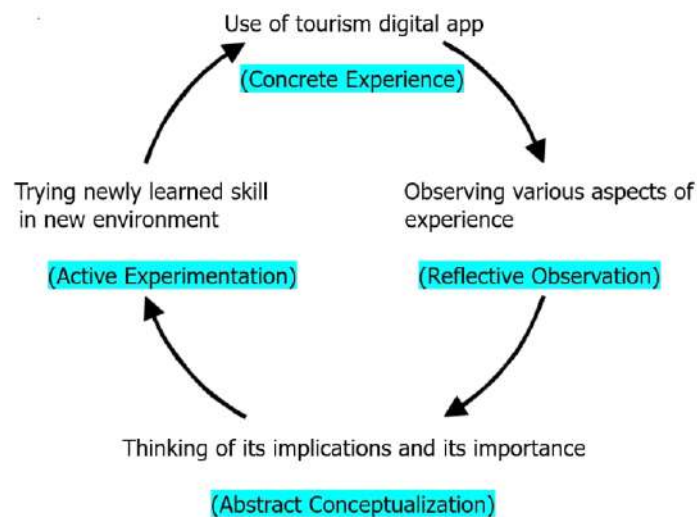 Use of tourism digital app
(Concrete Experience)
Observing various aspects of
experience
(Reflective Observation)
Thinking of its implications and its importance
(Abstract Conceptualization)
Trying newly learned skill
in new environment
(Active Experimentation)